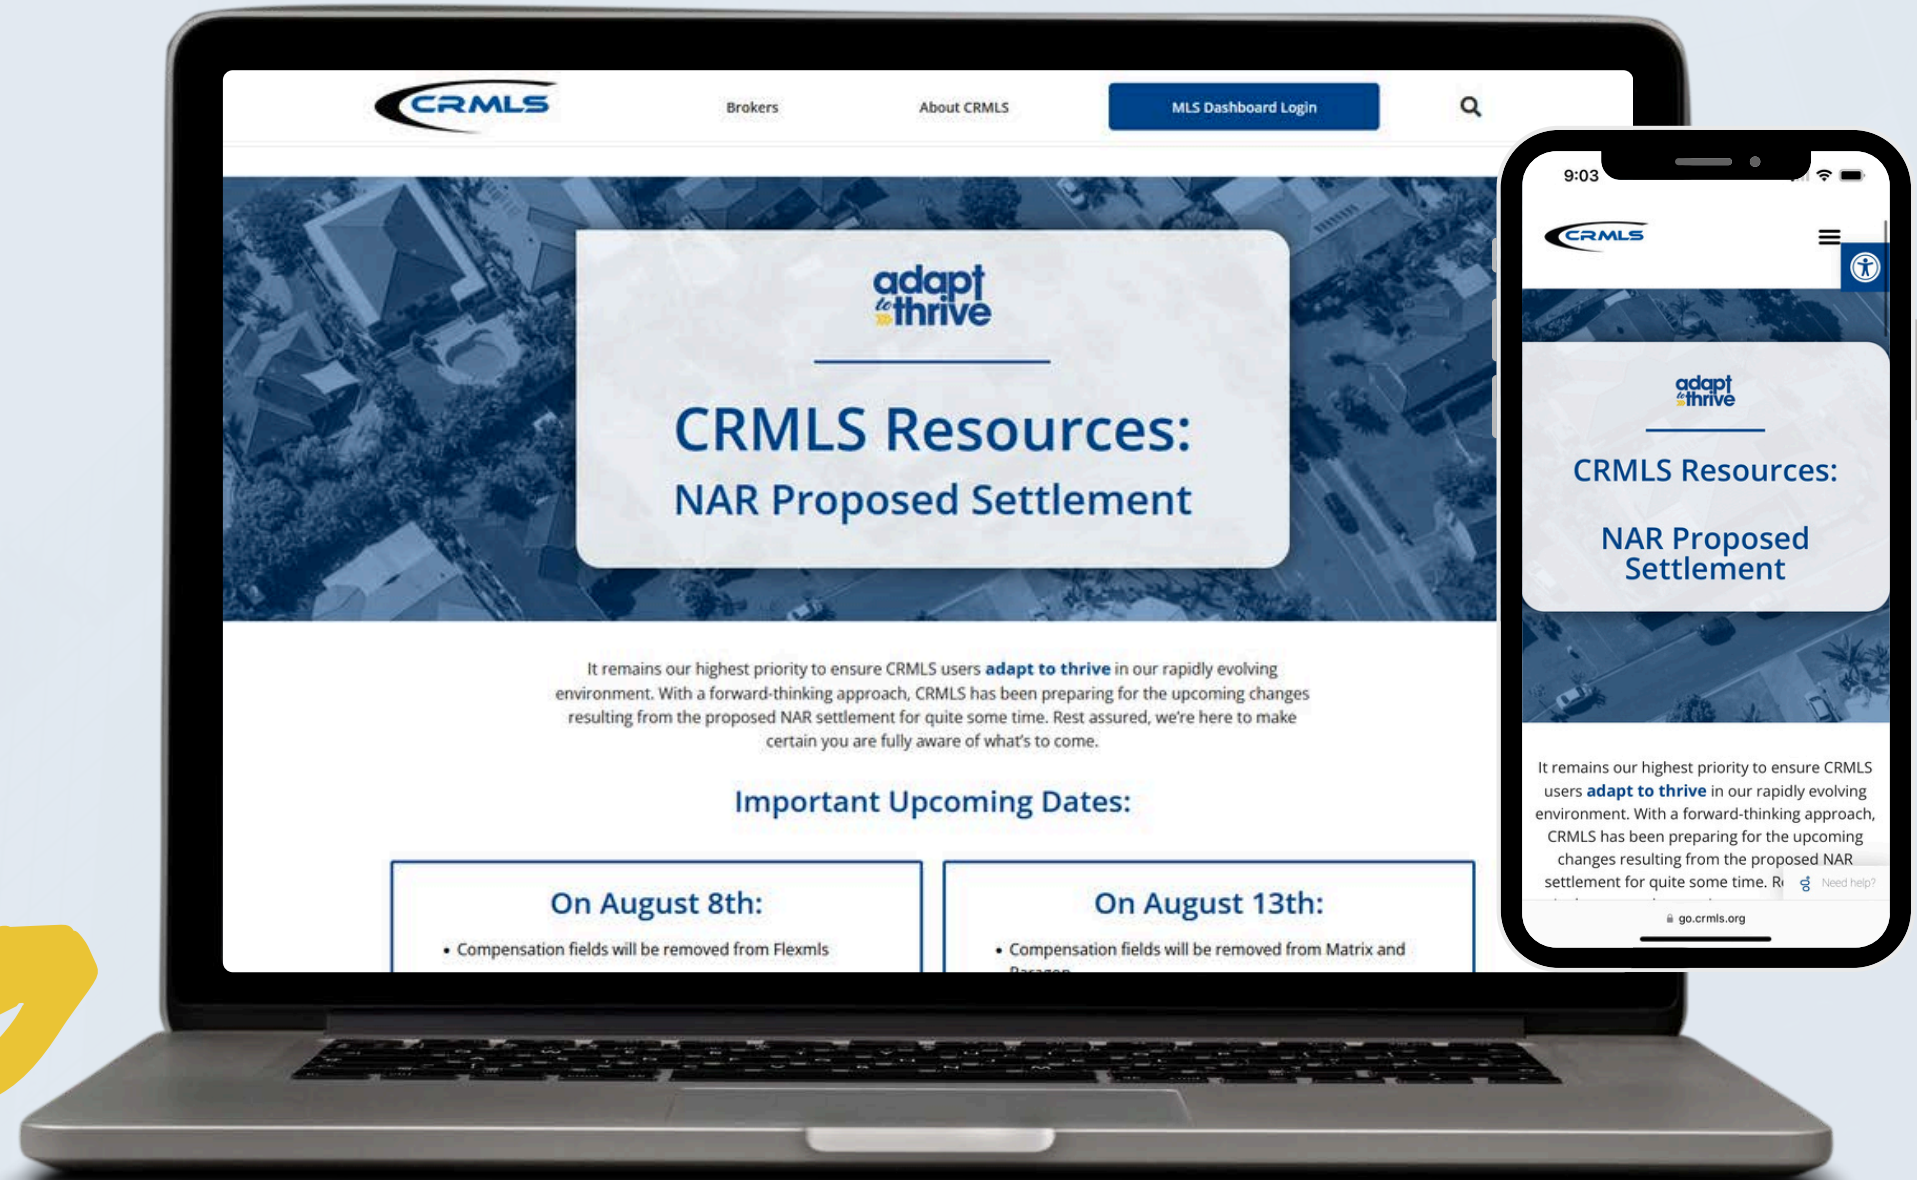 CRMLS
Brokers
About CRMLS
MLS Dashboard Login
adapt
to
thrive
CRMLS Resources:
NAR Proposed Settlement
It remains our highest priority to ensure CRMLS users adapt to thrive in our rapidly evolving
environment. With a forward-thinking approach, CRMLS has been preparing for the upcoming changes
resulting from the proposed NAR settlement for quite some time. Rest assured, we're here to make
certain you are fully aware of what's to come.
Important Upcoming Dates:
On August 8th:
• Compensation fields will be removed from Flexmls
On August 13th:
• Compensation fields will be removed from Matrix and
Paragon
9:03
CRMLS
adapt
to
thrive
CRMLS Resources:
NAR Proposed
Settlement
It remains our highest priority to ensure CRMLS
users adapt to thrive in our rapidly evolving
environment. With a forward-thinking approach,
CRMLS has been preparing for the upcoming
changes resulting from the proposed NAR
settlement for quite some time. R
Need help?
go.crmls.org